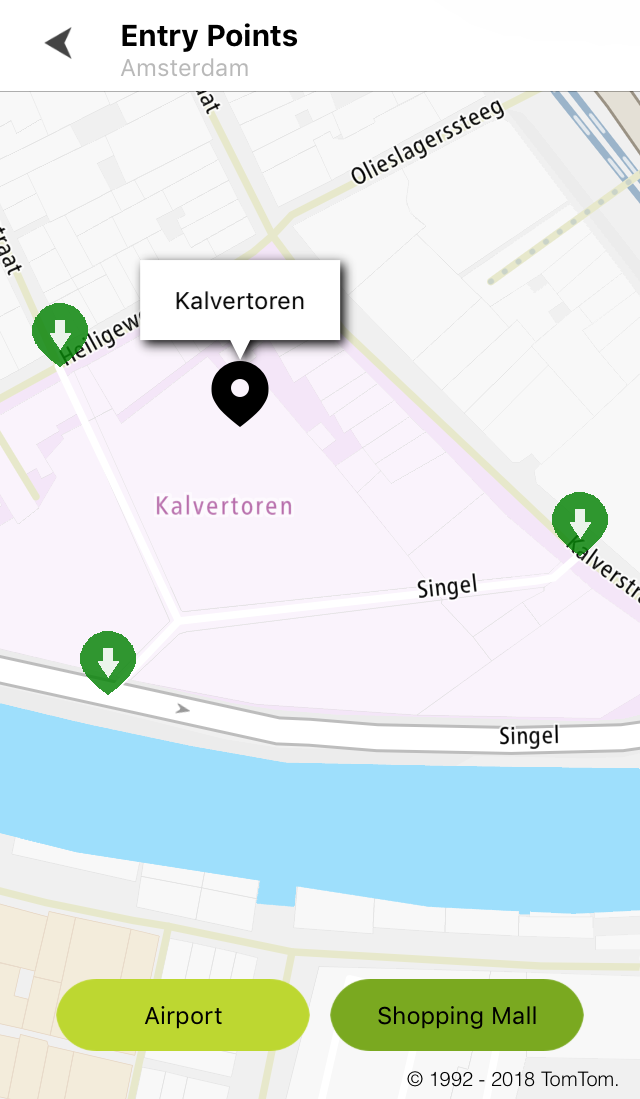 Entry Points
Amsterdam
Olieslagerssteeg
Kalvertoren
Kalvertoren
Singel
Singel
Airport
Shopping Mall
© 1992 - 2018 TomTom.